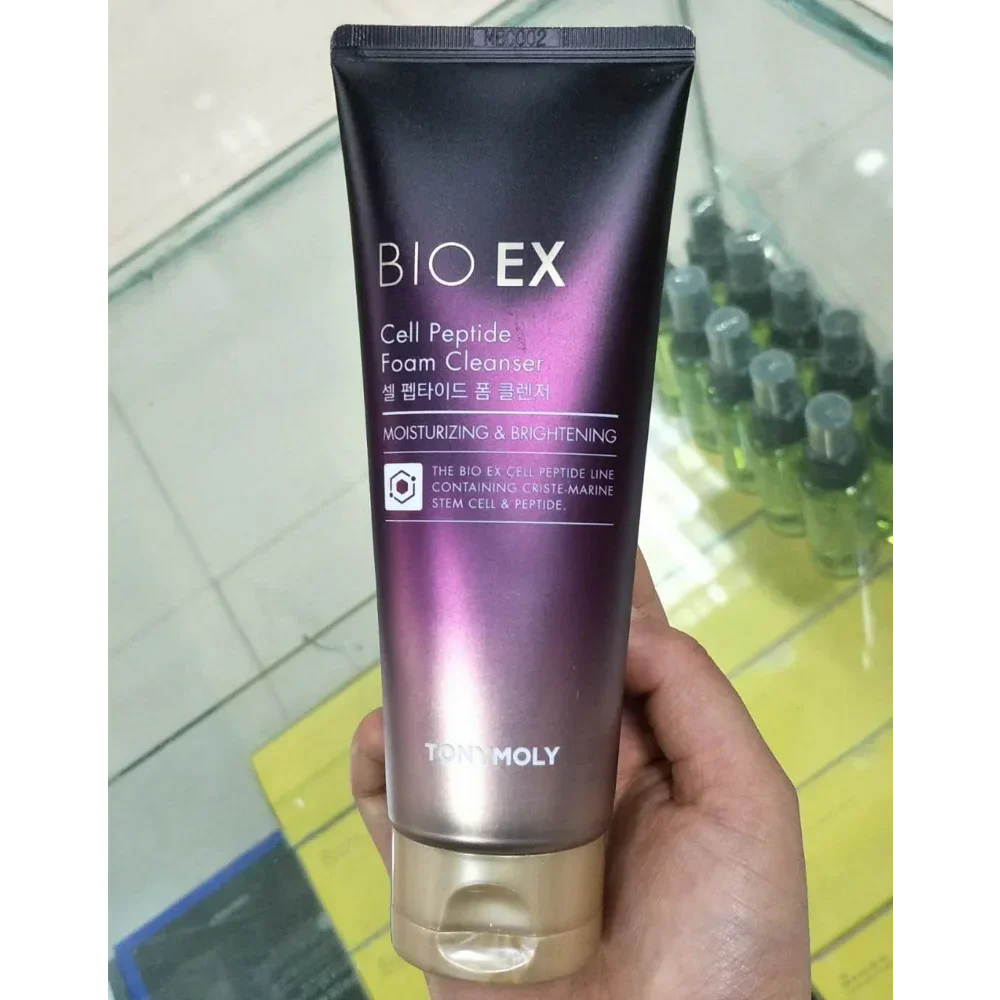 MBC002
BIO EX
Cell Peptide
Foam Cleanser
셀 펩타이드 폼 클렌저
MOISTURIZING & BRIGHTENING
THE BIO EX CELL PEPTIDE LINE
CONTAINING CRISTE-MARINE
STEM CELL & PEPTIDE.
TONYMOLY